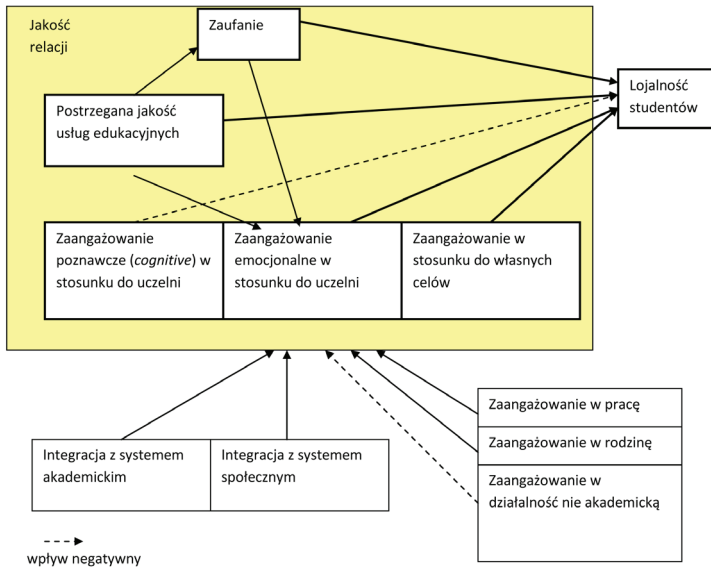 Jakość
relacji
Zaufanie
Lojalność
studentów
Postrzegana jakość
usług edukacyjnych
Zaangażowanie
poznawcze (cognitive) w
stosunku do uczelni
Zaangażowanie
emocjonalne w
stosunku do uczelni
Zaangażowanie w
stosunku do własnych
celów
Zaangażowanie w pracę
Zaangażowanie w rodzinę
Zaangażowanie w
działalność nie akademicką
Integracja z systemem
akademickim
Integracja z systemem
społecznym
wpływ negatywny